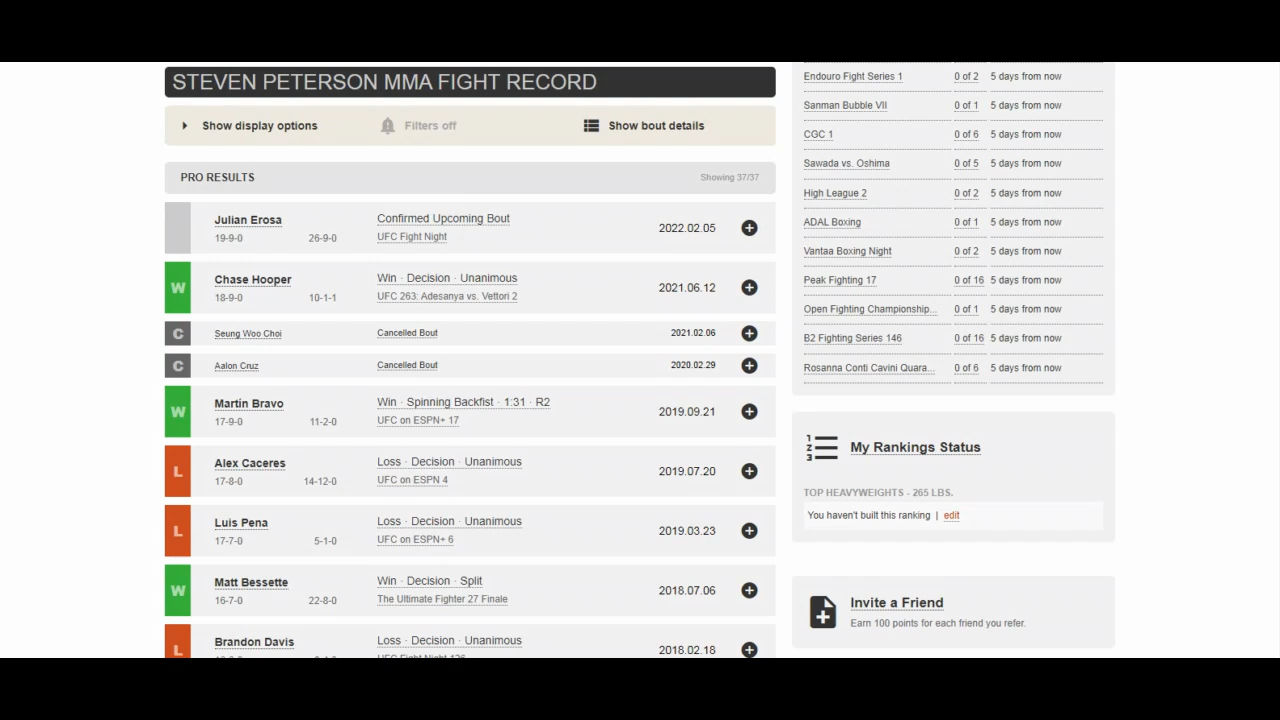 STEVEN PETERSON MMA FIGHT RECORD
Show display options
Filters off
Show bout details
PRO RESULTS
Showing 37/37
Julian Erosa
Confirmed Upcoming Bout
2022.02.05
19-9-0
26-9-0
UFC Fight Night
W
Chase Hooper
Win · Decision · Unanimous
2021.06.12
18-9-0
10-1-1
UFC 263: Adesanya vs. Vettori 2
C
Seung Woo Choi
Cancelled Bout
2021.02.06
C
Aalon Cruz
Cancelled Bout
2020.02.29
W
Martin Bravo
Win · Spinning Backfist · 1:31 · R2
2019.09.21
17-9-0
11-2-0
UFC on ESPN+ 17
L
Alex Caceres
Loss · Decision · Unanimous
2019.07.20
17-8-0
14-12-0
UFC on ESPN 4
L
Luis Pena
Loss · Decision · Unanimous
2019.03.23
17-7-0
5-1-0
UFC on ESPN+ 6
W
Matt Bessette
Win · Decision · Split
2018.07.06
16-7-0
22-8-0
The Ultimate Fighter 27 Finale
L
Brandon Davis
Loss · Decision · Unanimous
2018.02.18
UFC Fight Night 126
Endouro Fight Series 1 0 of 2 5 days from now
Sanman Bubble VII 0 of 1 5 days from now
CGC 1 0 of 6 5 days from now
Sawada vs. Oshima 0 of 5 5 days from now
High League 2 0 of 2 5 days from now
ADAL Boxing 0 of 1 5 days from now
Vantaa Boxing Night 0 of 2 5 days from now
Peak Fighting 17 0 of 16 5 days from now
Open Fighting Championship... 0 of 1 5 days from now
B2 Fighting Series 146 0 of 16 5 days from now
Rosanna Conti Cavini Quara... 0 of 6 5 days from now
1 2 3
My Rankings Status
TOP HEAVYWEIGHTS - 265 LBS.
You haven't built this ranking | edit
Invite a Friend
Earn 100 points for each friend you refer.